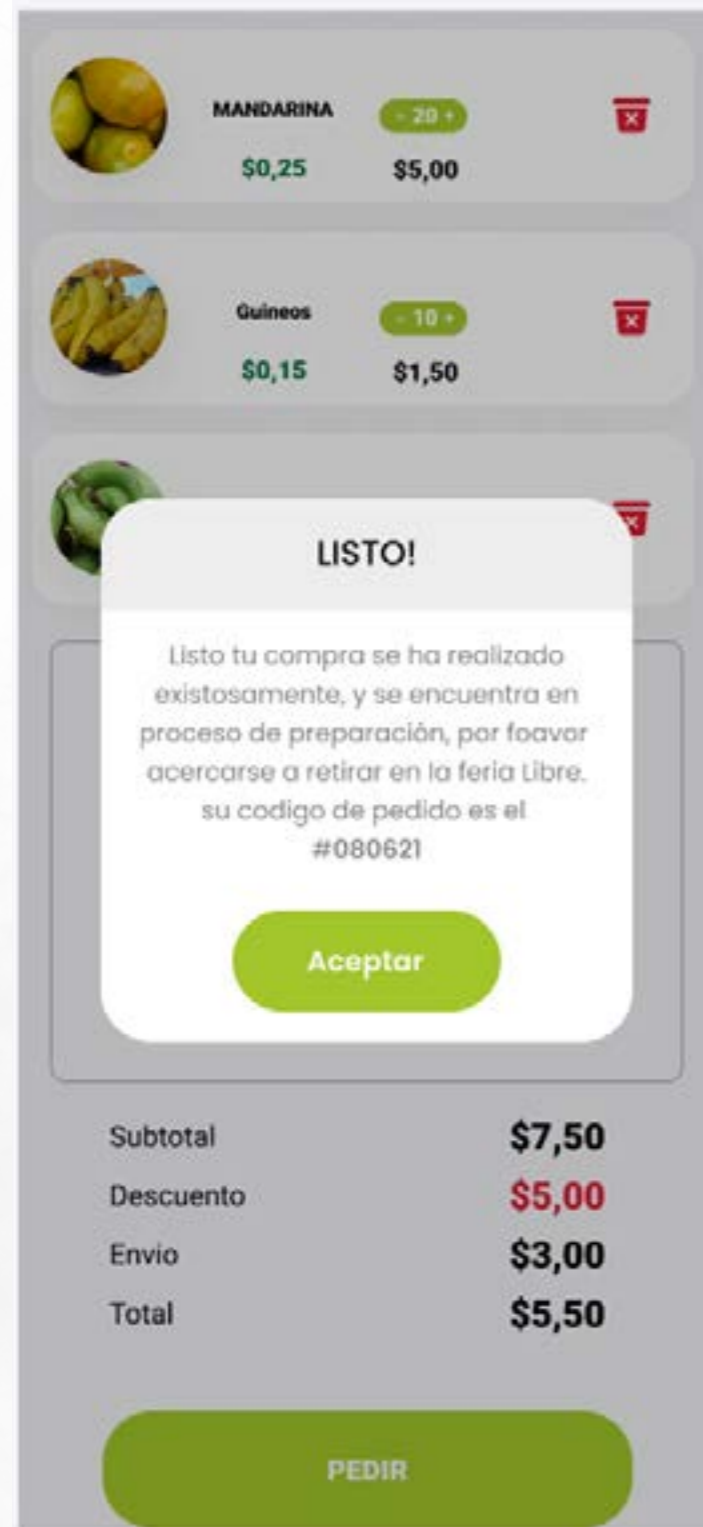 MANDARINA
- 20 +
$0,25
$5,00
Guineos
- 10 +
$0,15
$1,50
LISTO!
Listo tu compra se ha realizado
existosamente, y se encuentra en
proceso de preparación, por foavor
acercarse a retirar en la feria Libre.
su codigo de pedido es el
#080621
Aceptar
Subtotal
$7,50
Descuento
$5,00
Envio
$3,00
Total
$5,50
PEDIR